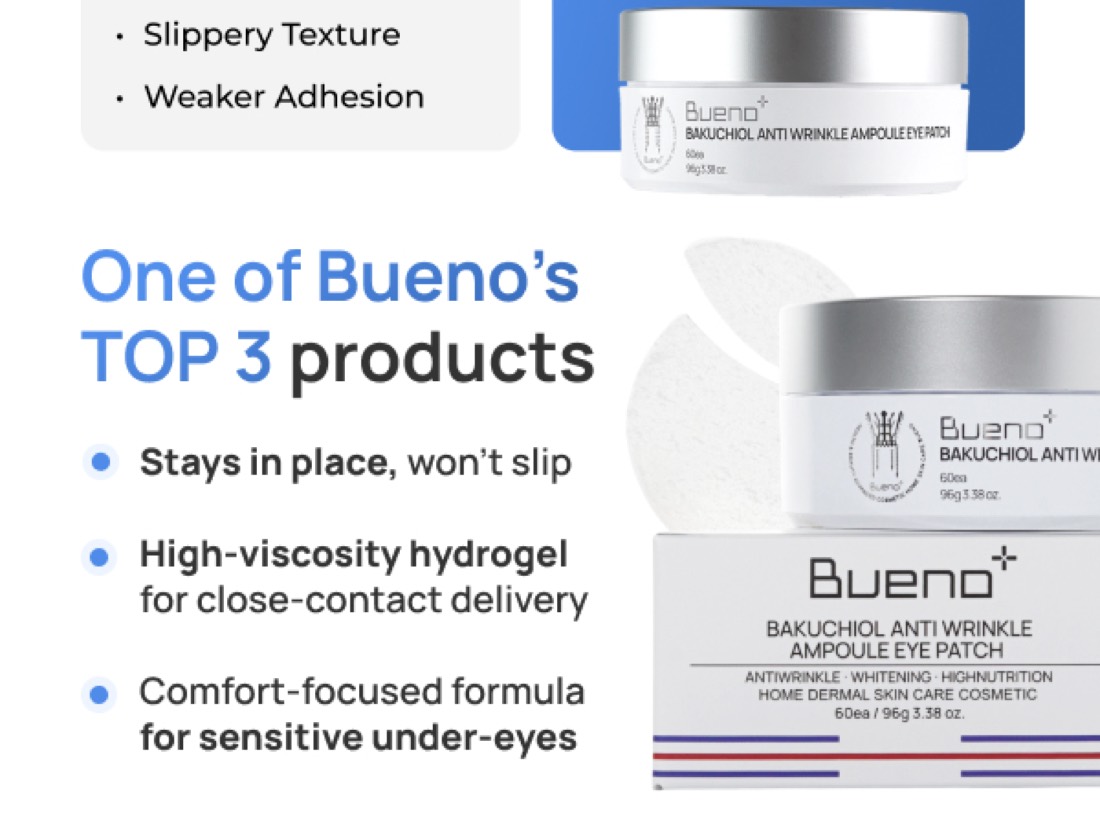 • Slippery Texture
• Weaker Adhesion
Bueno+
BAKUCHIOL ANTI WRINKLE AMPOULE EYE PATCH
60ea
96g 3.38 oz.
Bueno+
One of Bueno’s
TOP 3 products
• Stays in place, won’t slip
• High-viscosity hydrogel
for close-contact delivery
• Comfort-focused formula
for sensitive under-eyes
Bueno+
BAKUCHIOL ANTI WR
60ea
96g 3.38 oz.
Bueno+
Bueno+
BAKUCHIOL ANTI WRINKLE
AMPOULE EYE PATCH
ANTIWRINKLE · WHITENING · HIGHNUTRITION
HOME DERMAL SKIN CARE COSMETIC
60ea / 96g 3.38 oz.